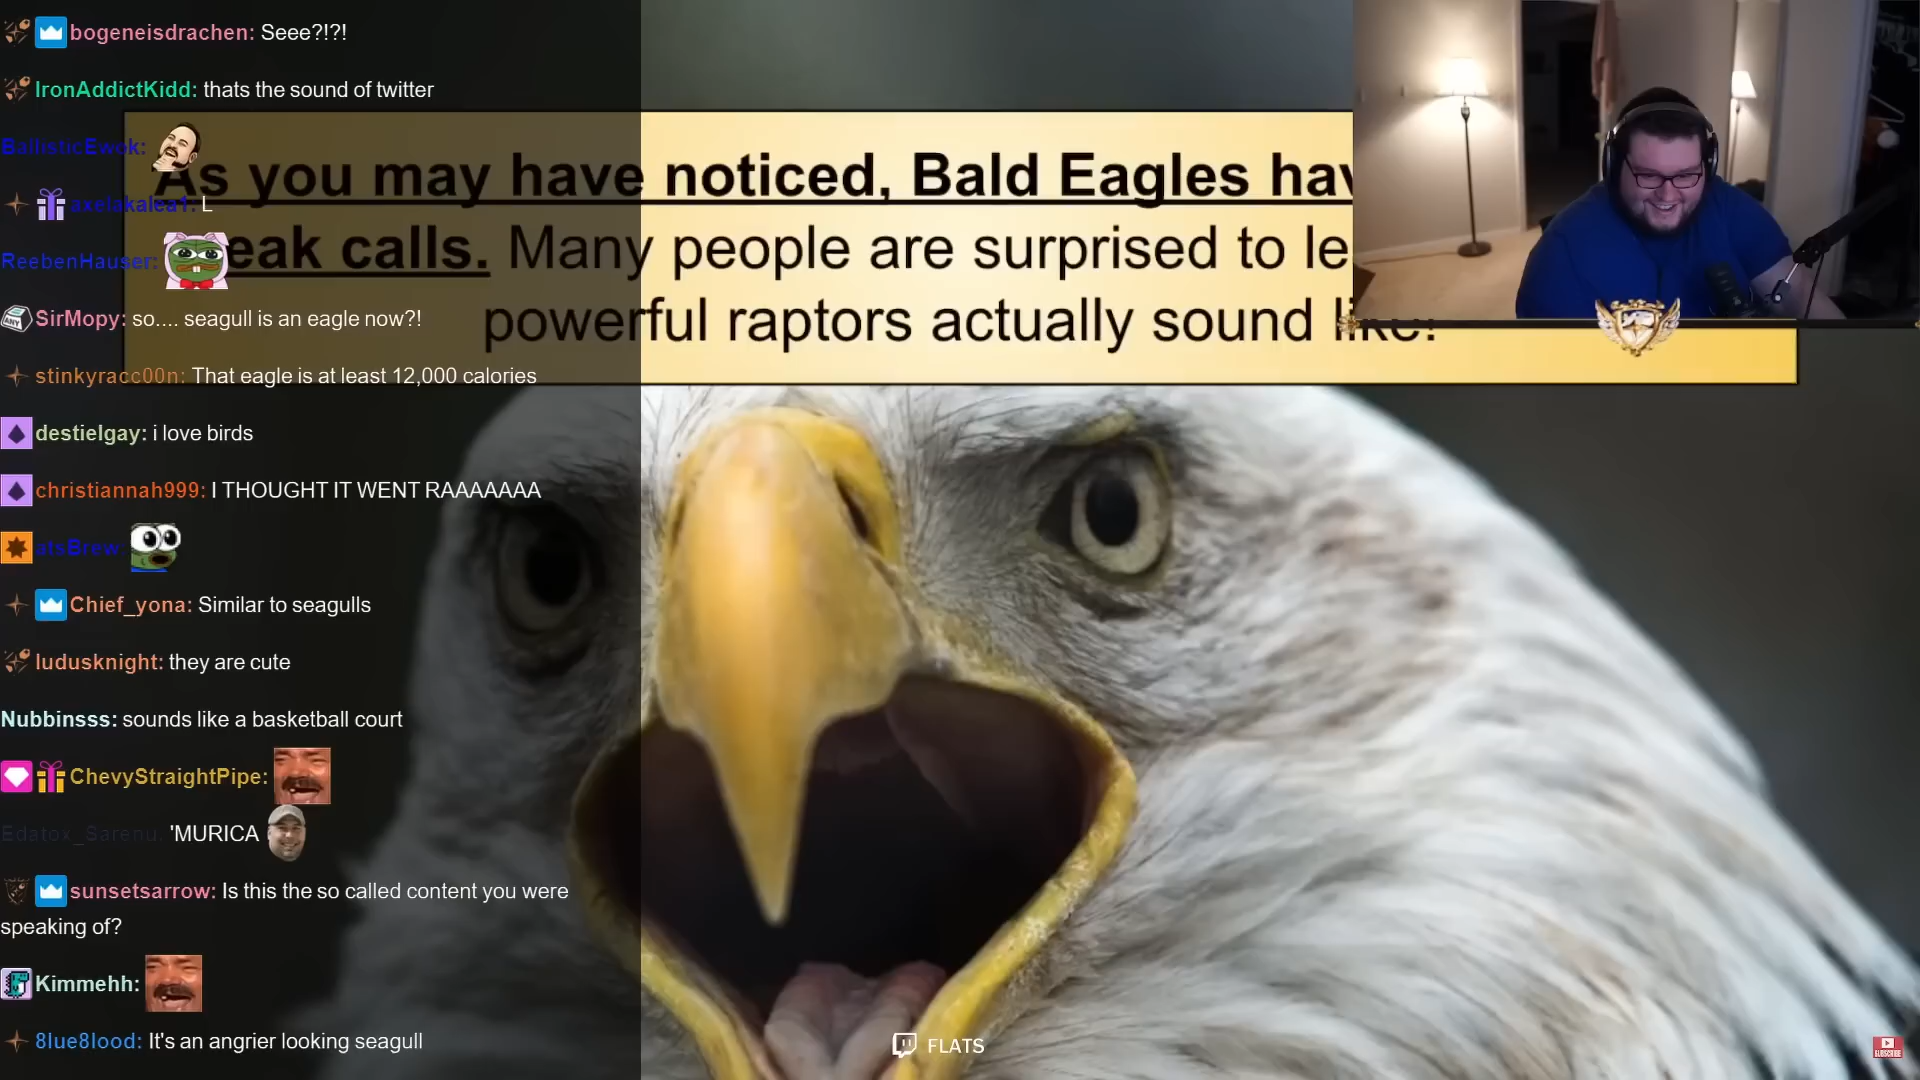 bogeneisdrachen: Seee?!?!
IronAddictKidd: thats the sound of twitter
BallisticEwok:
axelakalea1: L
ReebenHauser:
SirMopy: so.... seagull is an eagle now?!
stinkyracc00n: That eagle is at least 12,000 calories
destielgay: i love birds
christiannah999: I THOUGHT IT WENT RAAAAAAA
atsBrew:
Chief_yona: Similar to seagulls
ludusknight: they are cute
Nubbinsss: sounds like a basketball court
ChevyStraightPipe:
Edatox_Sarenu: 'MURICA
sunsetsarrow: Is this the so called content you were
speaking of?
Kimmehh:
8lue8lood: It's an angrier looking seagull
As you may have noticed, Bald Eagles hav
eak calls. Many people are surprised to le
powerful raptors actually sound like!
FLATS
SUBSCRIBE